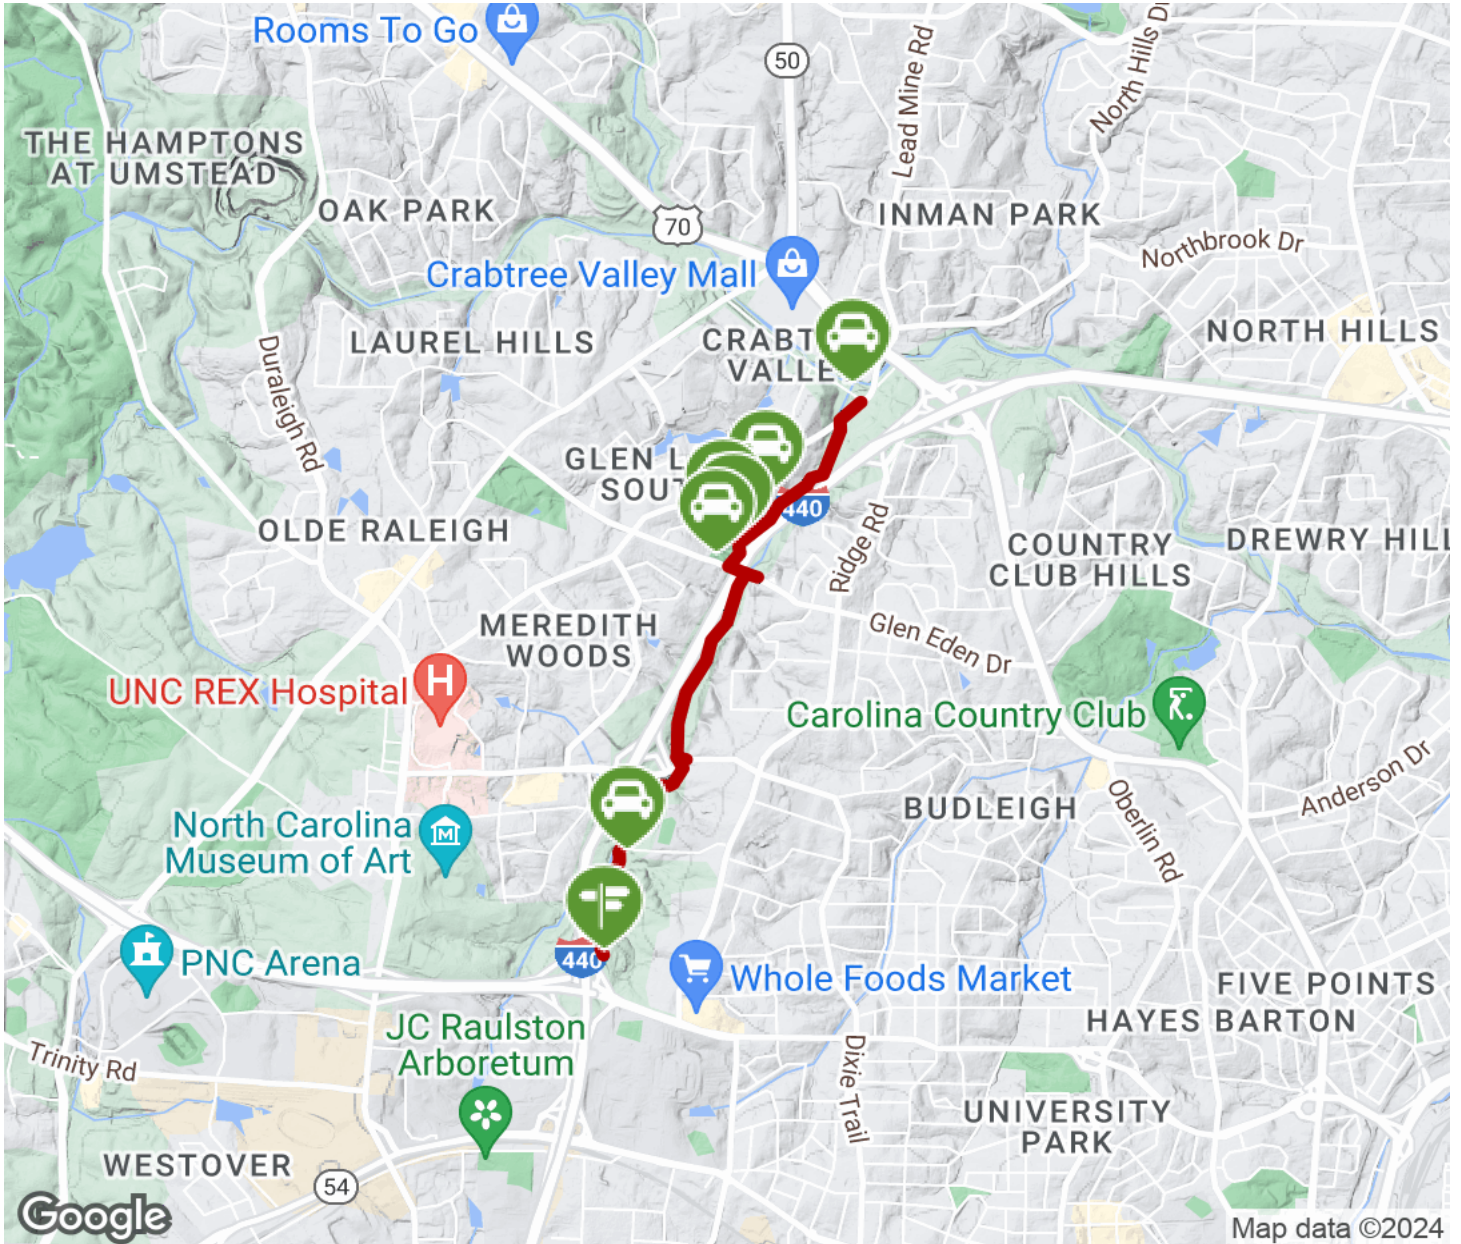 Rooms To Go
50
Lead Mine Rd
North Hills Dr
THE HAMPTONS
AT UMSTEAD
OAK PARK
70
INMAN PARK
Northbrook Dr
Crabtree Valley Mall
LAUREL HILLS
CRABT
VALLE
NORTH HILLS
Duraleigh Rd
GLEN L
SOUT
440
OLDE RALEIGH
Ridge Rd
COUNTRY
CLUB HILLS
DREWRY HILL
MEREDITH
WOODS
Glen Eden Dr
UNC REX Hospital
H
Carolina Country Club
Anderson Dr
Oberlin Rd
BUDLEIGH
North Carolina
Museum of Art
M
440
PNC Arena
Whole Foods Market
FIVE POINTS
HAYES BARTON
JC Raulston
Arboretum
Trinity Rd
Dixie Trail
UNIVERSITY
PARK
WESTOVER
54
Google
Map data ©2024